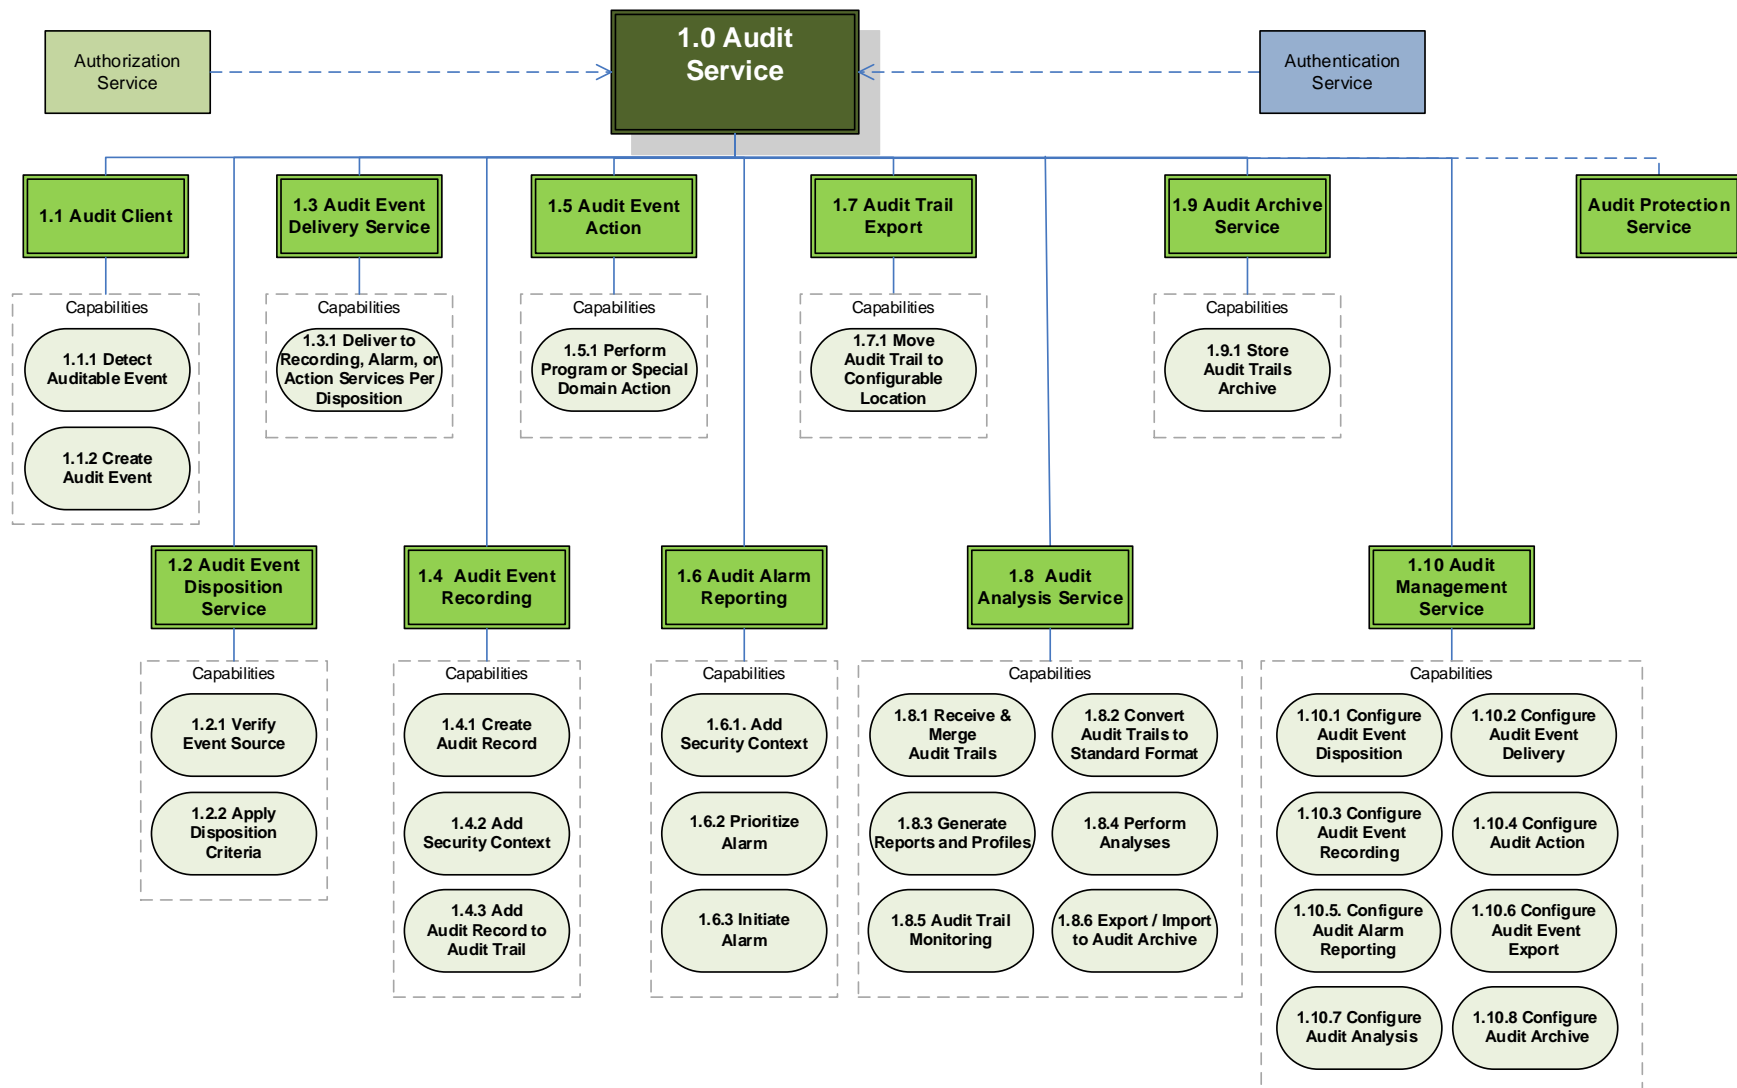 Authorization
Service
1.0 Audit
Service
Authentication
Service
1.1 Audit Client
1.3 Audit Event
Delivery Service
1.5 Audit Event
Action
1.7 Audit Trail
Export
1.9 Audit Archive
Service
Audit Protection
Service
Capabilities
1.1.1 Detect
Auditable Event
1.1.2 Create
Audit Event
Capabilities
1.3.1 Deliver to
Recording, Alarm, or
Action Services Per
Disposition
Capabilities
1.5.1 Perform
Program or Special
Domain Action
Capabilities
1.7.1 Move
Audit Trail to
Configurable
Location
Capabilities
1.9.1 Store
Audit Trails
Archive
1.2 Audit Event
Disposition
Service
1.4  Audit Event
Recording
1.6 Audit Alarm
Reporting
1.8  Audit
Analysis Service
1.10 Audit
Management
Service
Capabilities
1.2.1 Verify
Event Source
1.2.2 Apply
Disposition
Criteria
Capabilities
1.4.1 Create
Audit Record
1.4.2 Add
Security Context
1.4.3 Add
Audit Record to
Audit Trail
Capabilities
1.6.1. Add
Security Context
1.6.2 Prioritize
Alarm
1.6.3 Initiate
Alarm
Capabilities
1.8.1 Receive &
Merge
Audit Trails
1.8.2 Convert
Audit Trails to
Standard Format
1.8.3 Generate
Reports and Profiles
1.8.4 Perform
Analyses
1.8.5 Audit Trail
Monitoring
1.8.6 Export / Import
to Audit Archive
Capabilities
1.10.1 Configure
Audit Event
Disposition
1.10.2 Configure
Audit Event
Delivery
1.10.3 Configure
Audit Event
Recording
1.10.4 Configure
Audit Action
1.10.5. Configure
Audit Alarm
Reporting
1.10.6 Configure
Audit Event
Export
1.10.7 Configure
Audit Analysis
1.10.8 Configure
Audit Archive